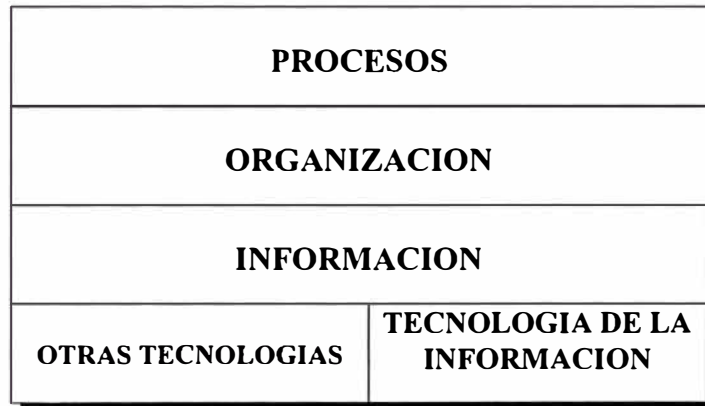 PROCESOS
ORGANIZACION
INFORMACION
OTRAS TECNOLOGIAS
TECNOLOGIA DE LA
INFORMACION